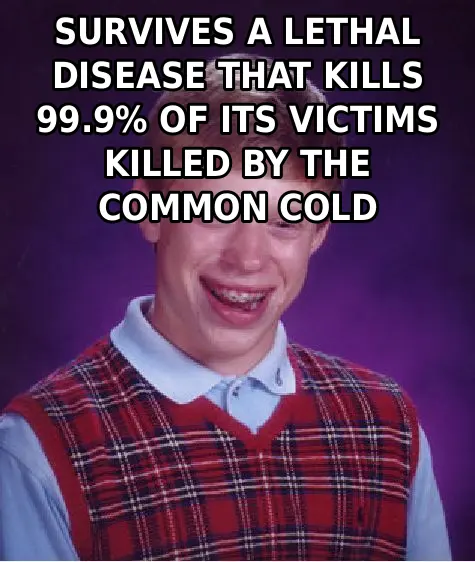 SURVIVES A LETHAL
DISEASE THAT KILLS
99.9% OF ITS VICTIMS
KILLED BY THE
COMMON COLD